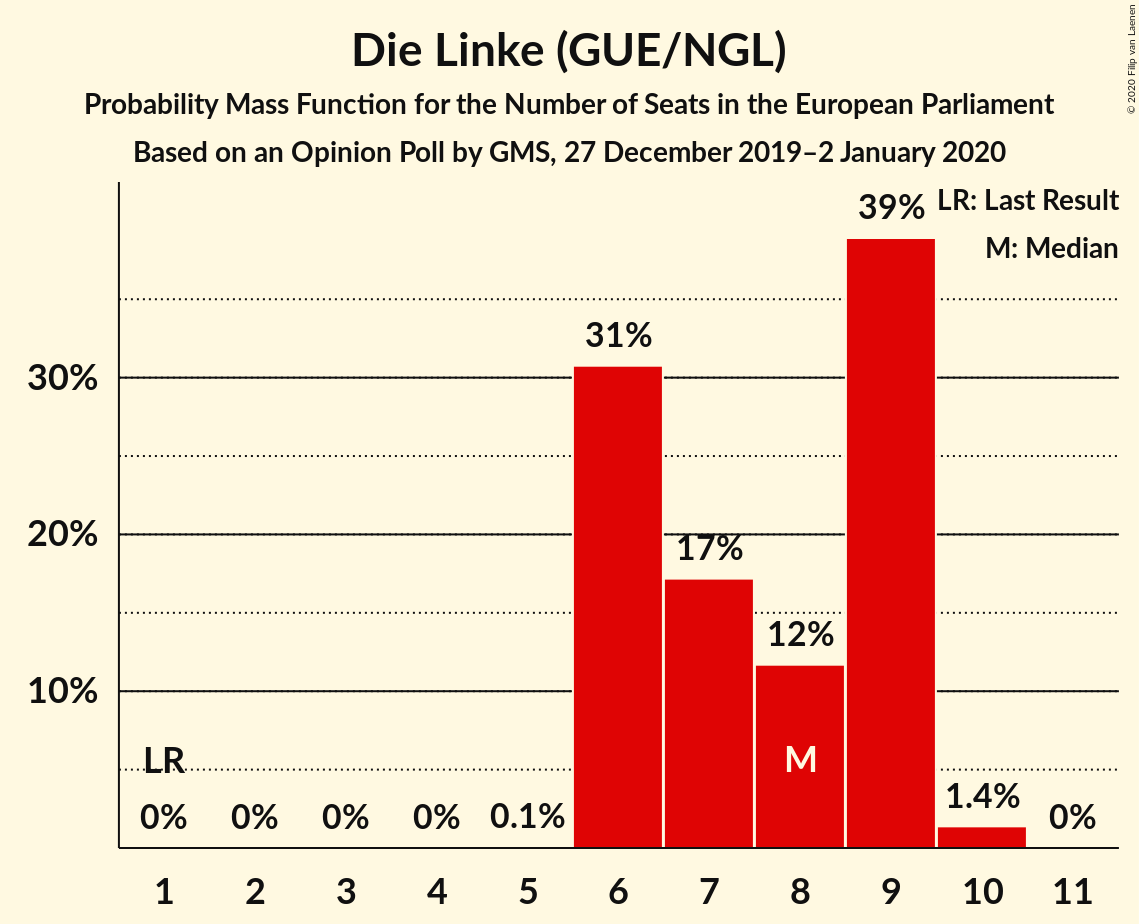 Die Linke (GUE/NGL)
Probability Mass Function for the Number of Seats in the European Parliament
Based on an Opinion Poll by GMS, 27 December 2019–2 January 2020
© 2020 Filip van Laenen
LR: Last Result
M: Median
39%
31%
30%
20%
17%
12%
10%
LR
M
0% 0% 0% 0% 0.1% 1.4% 0%
1 2 3 4 5 6 7 8 9 10 11